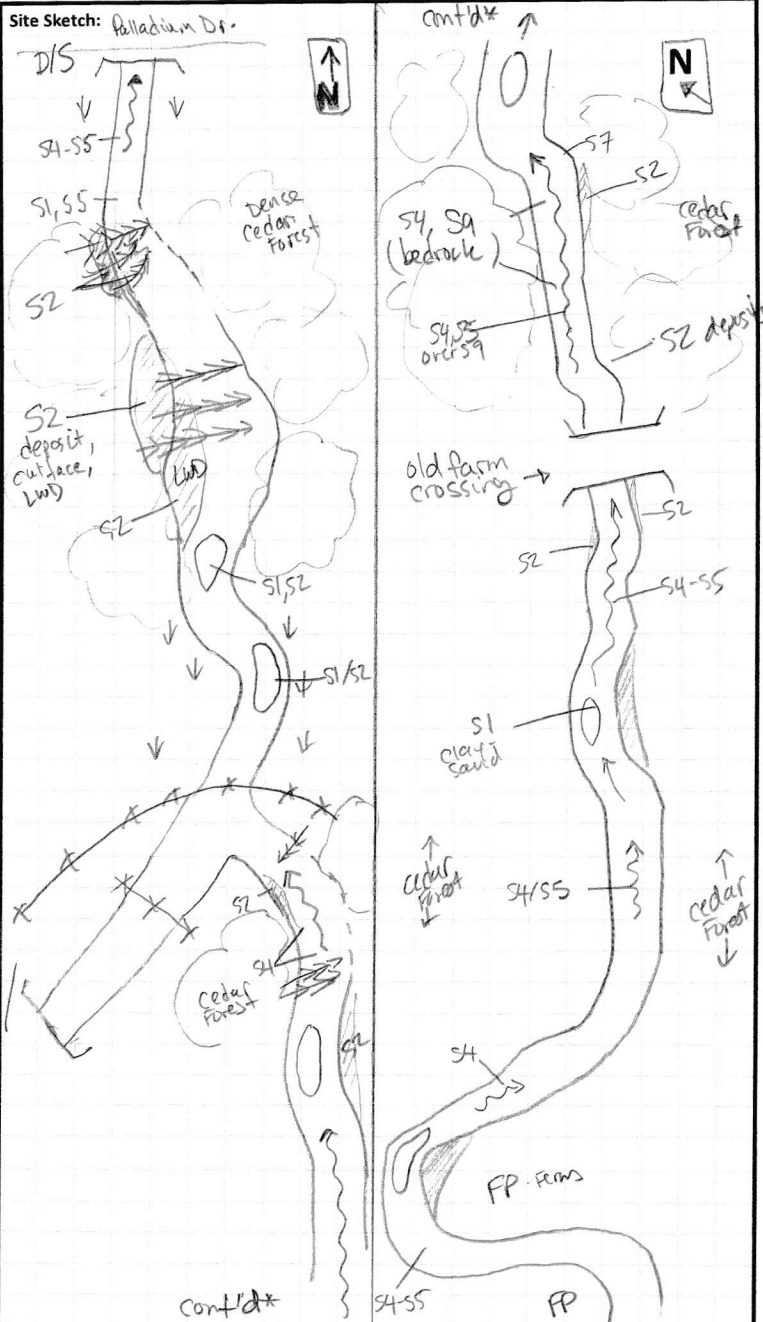 Site Sketch: Palladium Dr.
D/S
N
S4-S5
S1, S5
Dense
Cedar
Forest
S2
S2
deposit,
cutface,
LWD
LWD
S2
S1, S2
S1/S2
S2
S4
cedar
Forest
S2
cont'd*
cont'd*
N
S7
S2
cedar
Forest
S4, S9
(bedrock)
S4, S5
over S9
S2 deposit
old farm
crossing
S2
S2
S4-S5
S1
clay &
sand
cedar
Forest
S4/S5
cedar
Forest
S4
FP - Ferns
S4-S5
FP